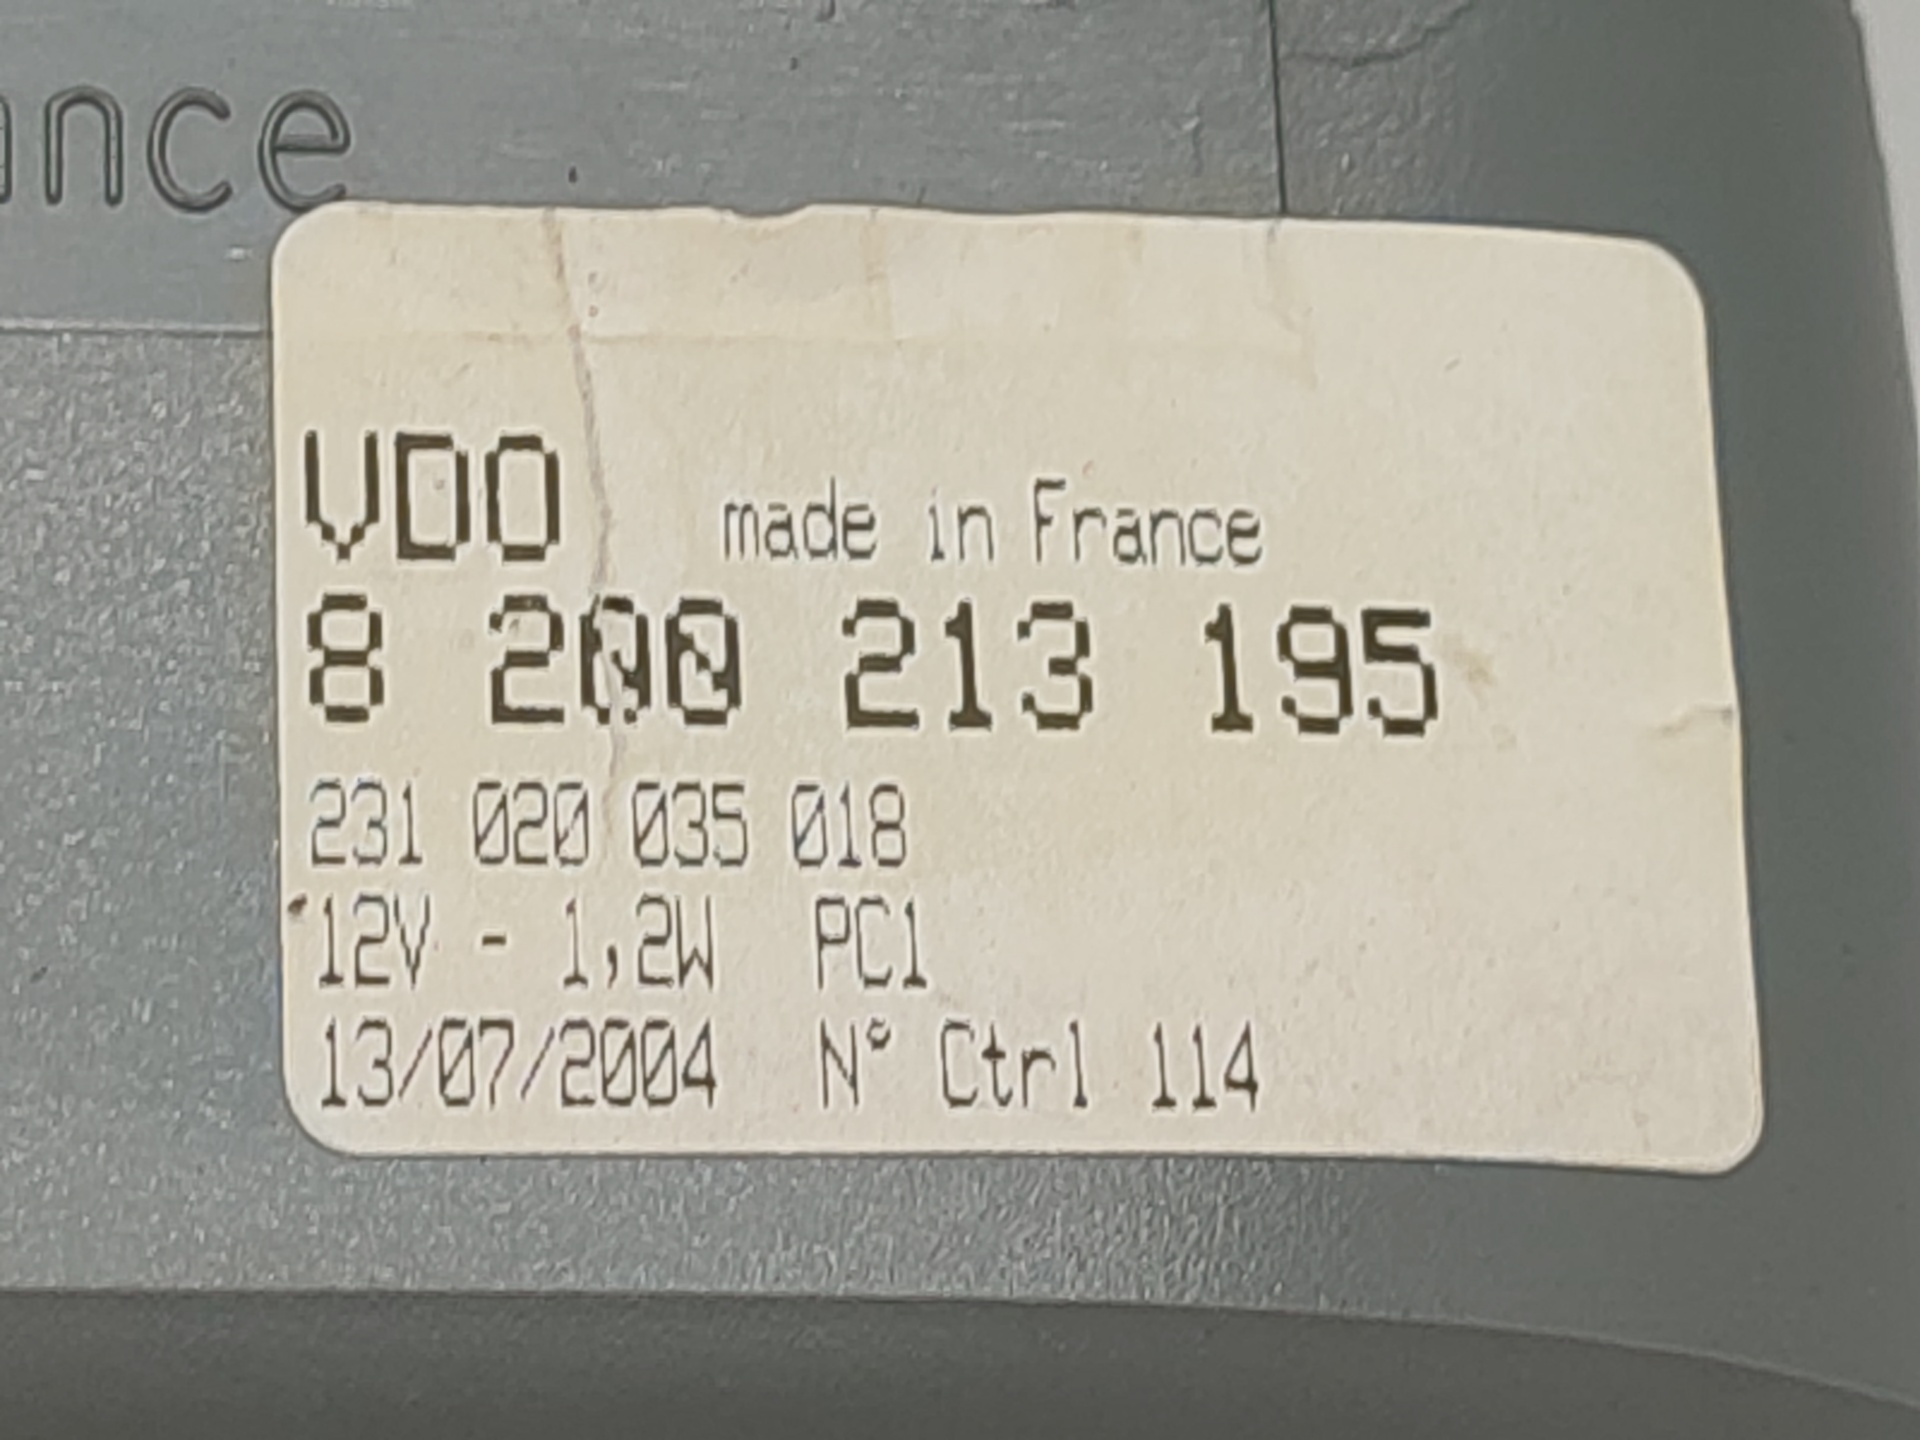 ance
VDO made in France
8 200 213 195
231 020 035 018
12V - 1,2W PC1
13/07/2004 N° Ctrl 114